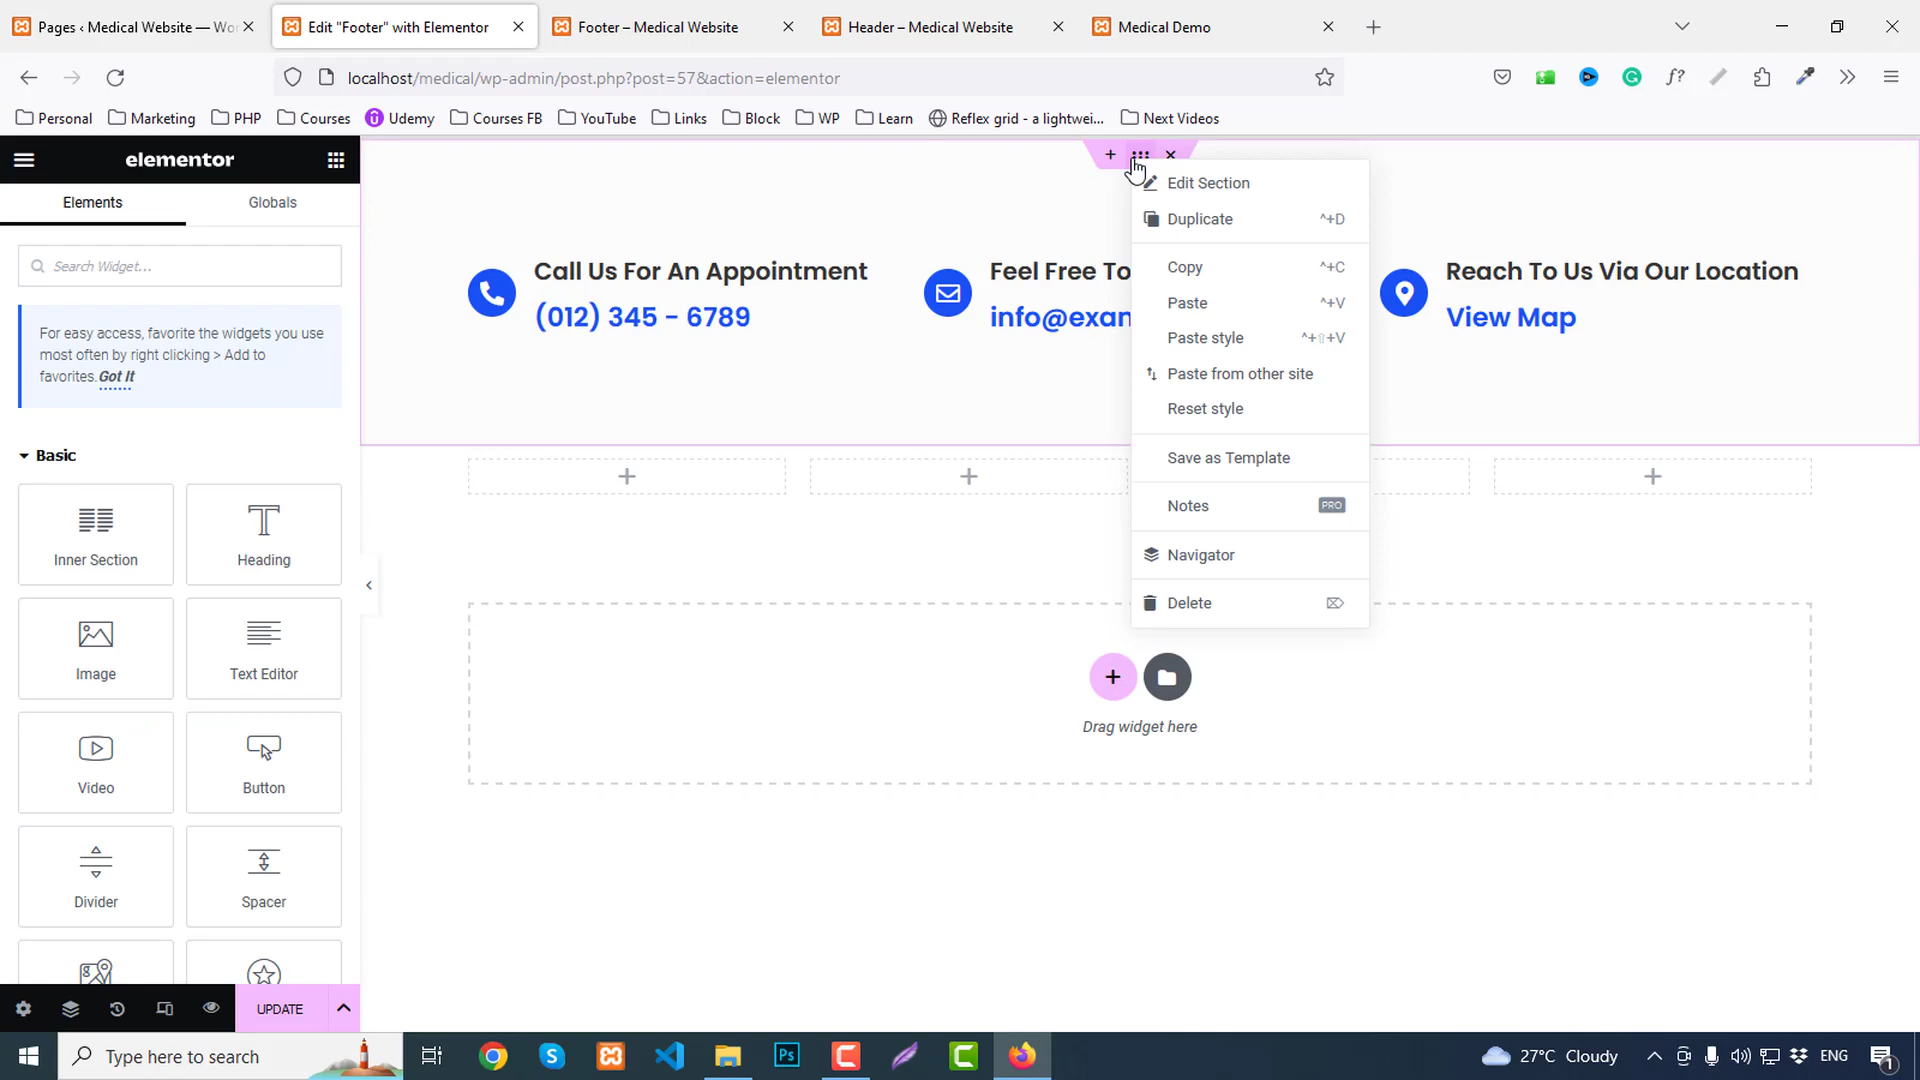 Pages ‹ Medical Website — Wor
Edit "Footer" with Elementor
Footer – Medical Website
Header – Medical Website
Medical Demo
localhost/medical/wp-admin/post.php?post=57&action=elementor
Personal
Marketing
PHP
Courses
Udemy
Courses FB
YouTube
Links
Block
WP
Learn
Reflex grid - a lightwei...
Next Videos
elementor
Elements
Globals
Search Widget...
For easy access, favorite the widgets you use
most often by right clicking > Add to
favorites. Got It
Basic
Inner Section
Heading
Image
Text Editor
Video
Button
Divider
Spacer
UPDATE
Call Us For An Appointment
(012) 345 - 6789
Feel Free To
info@exam
Reach To Us Via Our Location
View Map
Edit Section
Duplicate ^+D
Copy ^+C
Paste ^+V
Paste style ^+⇧+V
Paste from other site
Reset style
Save as Template
Notes PRO
Navigator
Delete
Drag widget here
Type here to search
Ps
27°C Cloudy
ENG
1